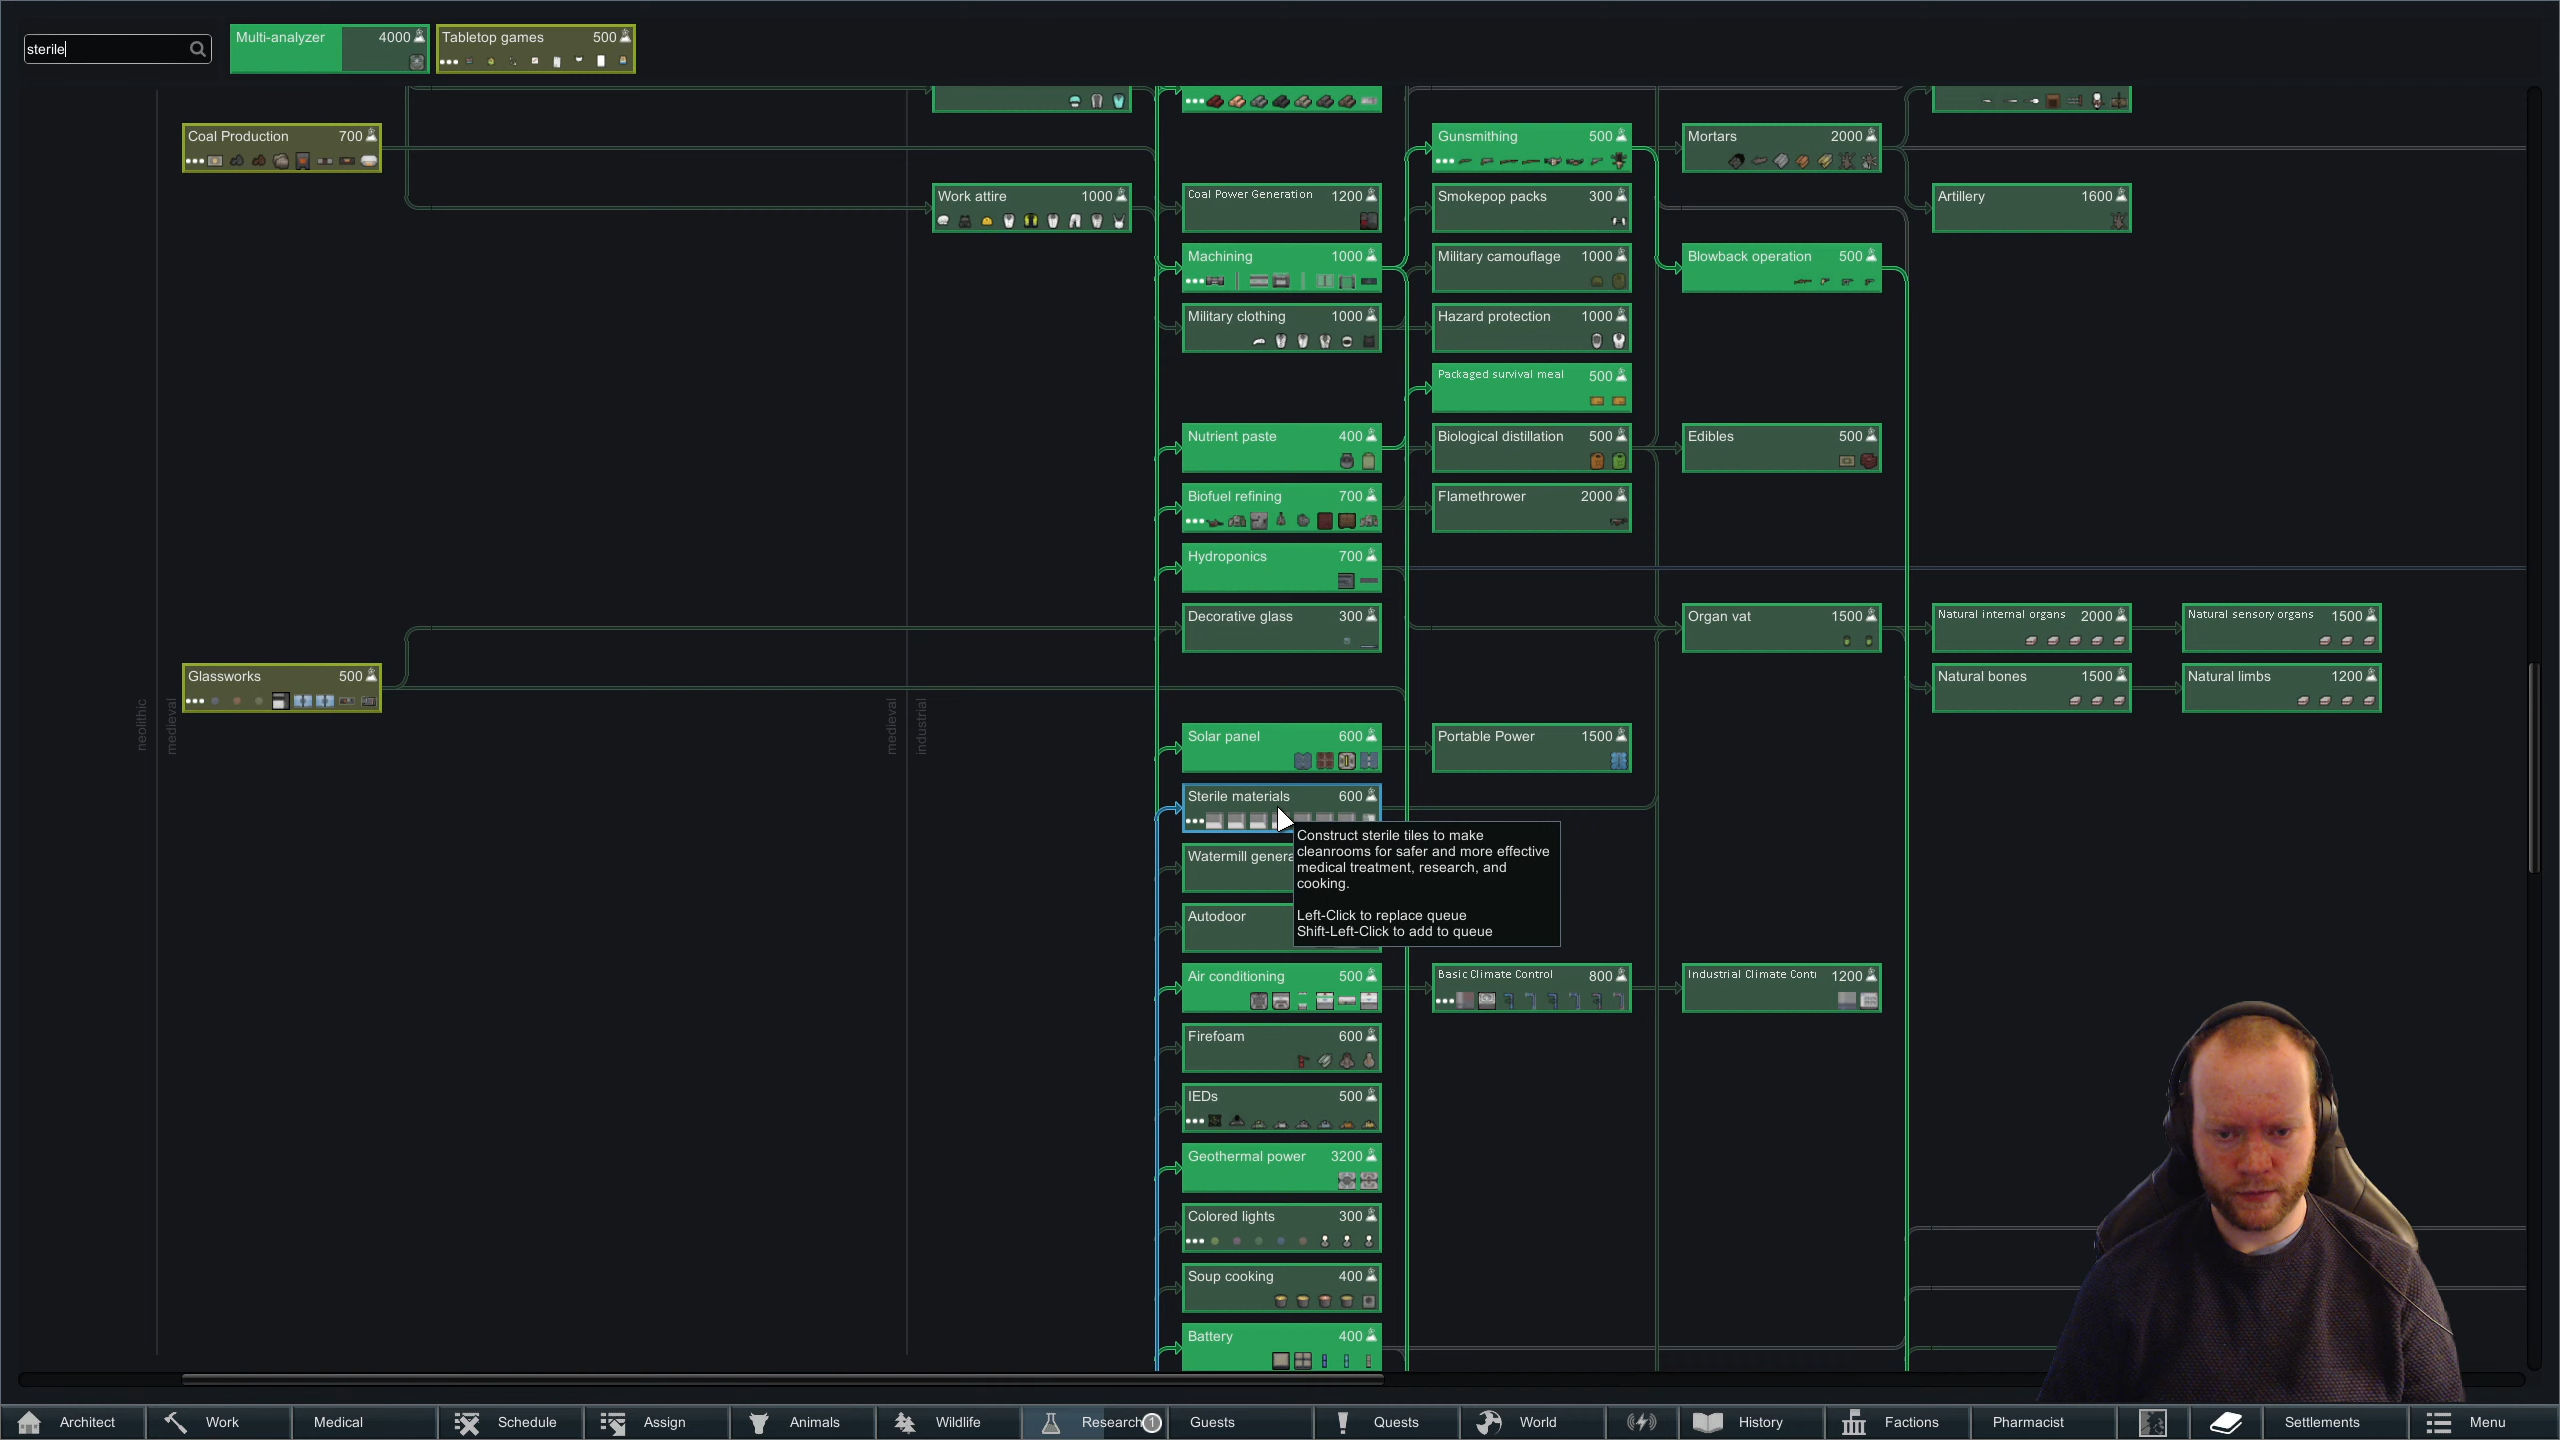 sterile
Multi-analyzer 4000
Tabletop games 500
Coal Production 700
Gunsmithing 500
Mortars 2000
Work attire 1000
Coal Power Generation 1200
Smokepop packs 300
Artillery 1600
Machining 1000
Military camouflage 1000
Blowback operation 500
Military clothing 1000
Hazard protection 1000
Packaged survival meal 500
Nutrient paste 400
Biological distillation 500
Edibles 500
Biofuel refining 700
Flamethrower 2000
Hydroponics 700
Decorative glass 300
Organ vat 1500
Natural internal organs 2000
Natural sensory organs 1500
Glassworks 500
Natural bones 1500
Natural limbs 1200
neolithic
medieval
medieval
industrial
Solar panel 600
Portable Power 1500
Sterile materials 600
Construct sterile tiles to make
cleanrooms for safer and more effective
medical treatment, research, and
cooking.
Left-Click to replace queue
Shift-Left-Click to add to queue
Watermill genera
Autodoor
Air conditioning 500
Basic Climate Control 800
Industrial Climate Cont 1200
Firefoam 600
IEDs 500
Geothermal power 3200
Colored lights 300
Soup cooking 400
Battery 400
Architect
Work
Medical
Schedule
Assign
Animals
Wildlife
Research 1
Guests
Quests
World
History
Factions
Pharmacist
Settlements
Menu